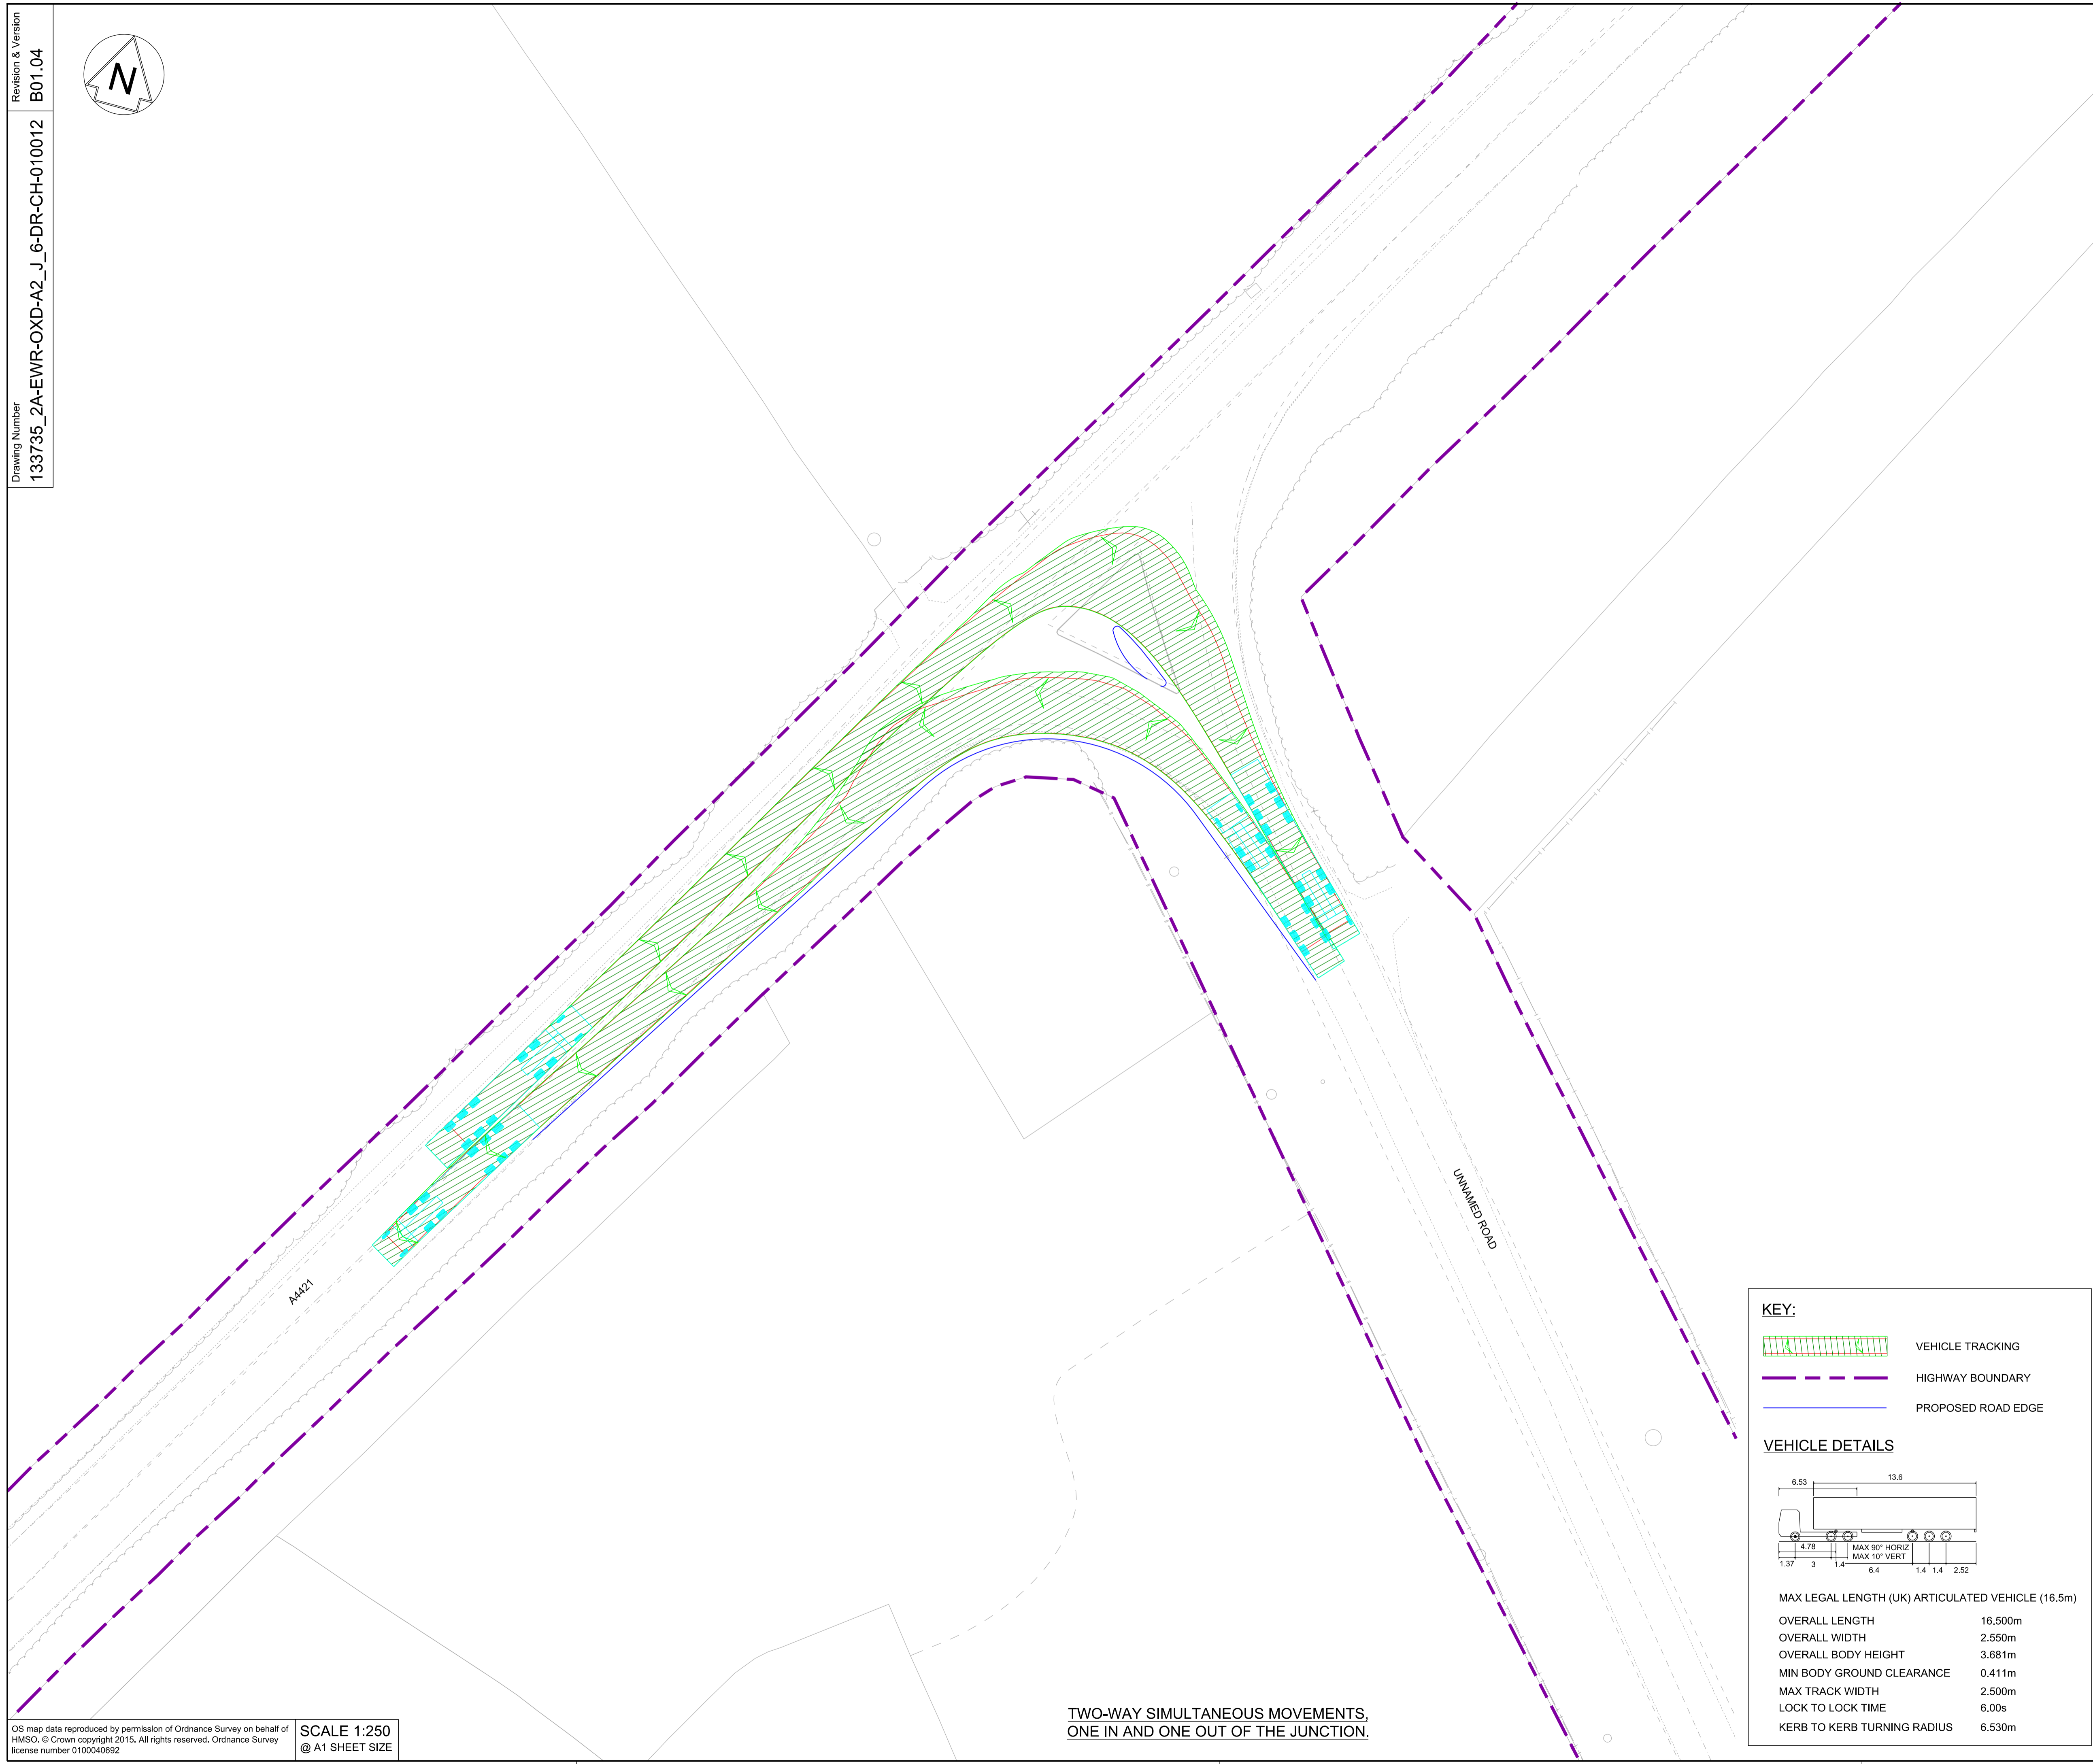 Revision & Version
B01.04
Drawing Number
133735_2A-EWR-OXD-A2_J_6-DR-CH-010012
N
A4421
UNNAMED ROAD
KEY:
VEHICLE TRACKING
HIGHWAY BOUNDARY
PROPOSED ROAD EDGE
VEHICLE DETAILS
6.53
13.6
4.78
MAX 90° HORIZ
MAX 10° VERT
1.37
3
1.4
6.4
1.4
1.4
2.52
MAX LEGAL LENGTH (UK) ARTICULATED VEHICLE (16.5m)
OVERALL LENGTH 16.500m
OVERALL WIDTH 2.550m
OVERALL BODY HEIGHT 3.681m
MIN BODY GROUND CLEARANCE 0.411m
MAX TRACK WIDTH 2.500m
LOCK TO LOCK TIME 6.00s
KERB TO KERB TURNING RADIUS 6.530m
TWO-WAY SIMULTANEOUS MOVEMENTS,
ONE IN AND ONE OUT OF THE JUNCTION.
OS map data reproduced by permission of Ordnance Survey on behalf of
HMSO. © Crown copyright 2015. All rights reserved. Ordnance Survey
license number 0100040692
SCALE 1:250
@ A1 SHEET SIZE